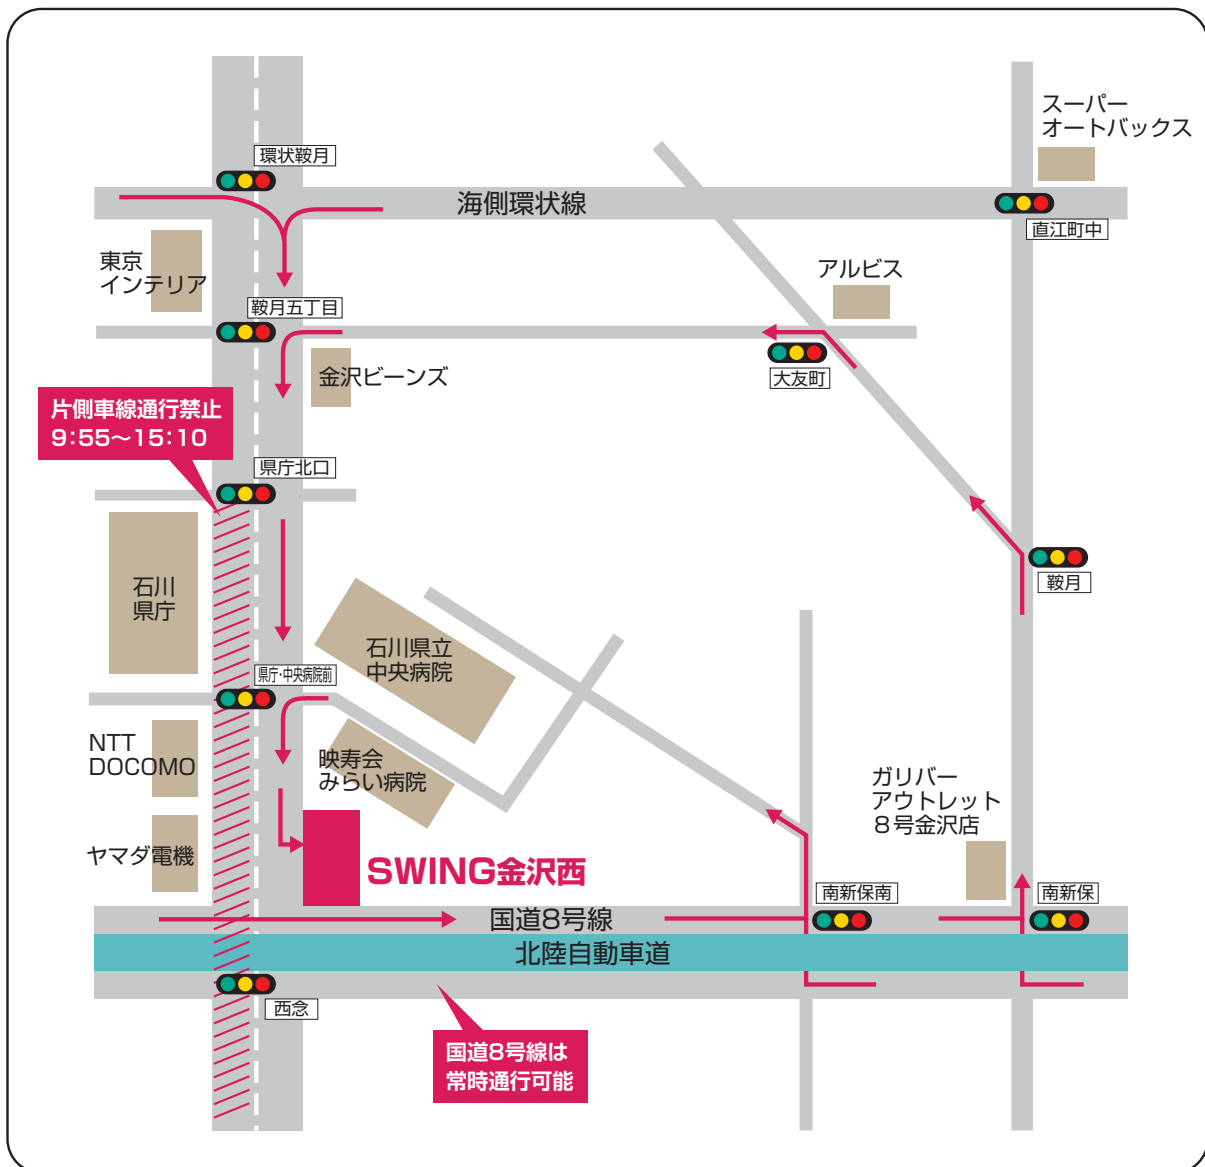 スーパー
オートバックス
環状鞍月
海側環状線
直江町中
東京
インテリア
アルビス
鞍月五丁目
金沢ビーンズ
大友町
片側車線通行禁止
9:55〜15:10
県庁北口
石川
県庁
鞍月
石川県立
中央病院
県庁・中央病院前
NTT
DOCOMO
映寿会
みらい病院
ガリバー
アウトレット
8号金沢店
ヤマダ電機
SWING金沢西
南新保南
南新保
国道8号線
北陸自動車道
西念
国道8号線は
常時通行可能